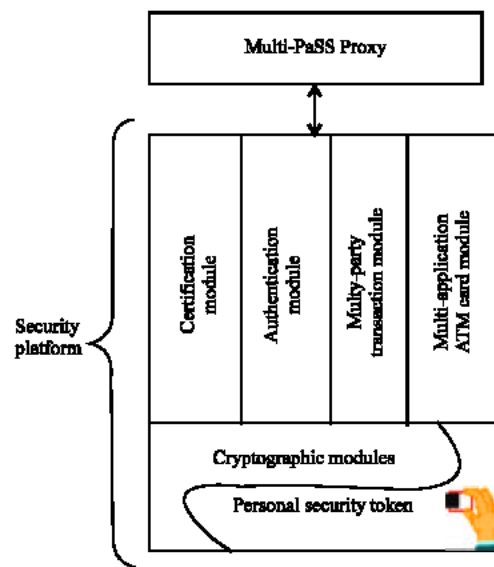 Multi-PaSS Proxy
Security
platform
Certification
module
Authentication
module
Multy-party
transaction module
Multi-application
ATM card module
Cryptographic modules
Personal security token